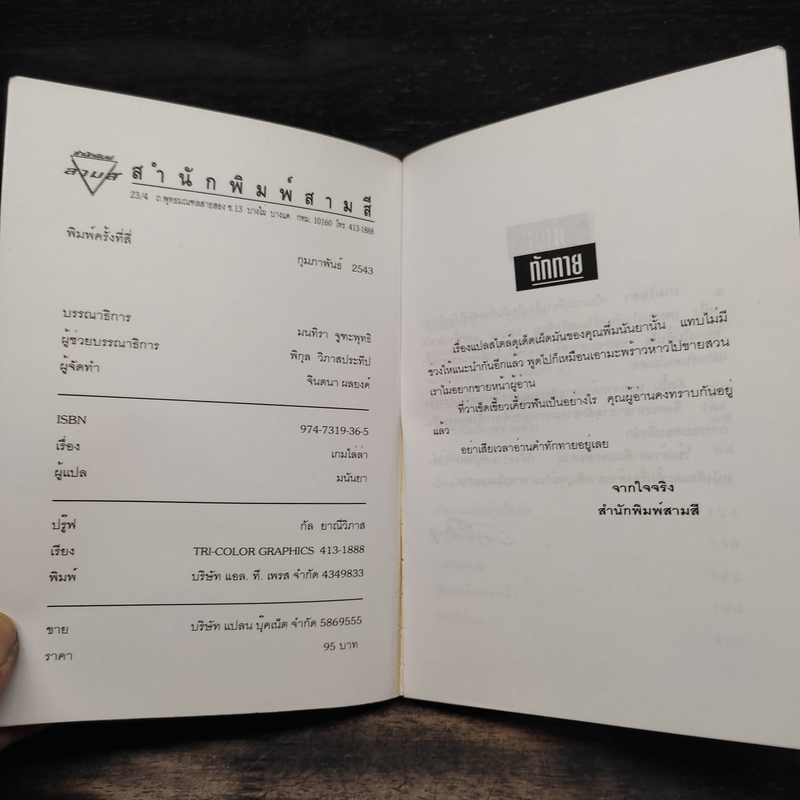 สำนักพิมพ์
สามสี
สำนักพิมพ์สามสี
23/4 ถ.พุทธมณฑลสายสอง ซ.13 บางไผ่ บางแค กทม. 10160 โทร. 413-1888
พิมพ์ครั้งที่สี่
กุมภาพันธ์ 2543
บรรณาธิการ มนทิรา จูฑะพุทธิ
ผู้ช่วยบรรณาธิการ พิกุล วิภาสประทีป
ผู้จัดทำ จินตนา ผลยงค์
ISBN 974-7319-36-5
เรื่อง เกมไล่ล่า
ผู้แปล มนันยา
ปรู๊ฟ กัล ยาณีวิภาส
เรียง TRI-COLOR GRAPHICS 413-1888
พิมพ์ บริษัท แอล. ที. เพรส จำกัด 4349833
ขาย บริษัท แปลน บุ๊คเน็ต จำกัด 5869555
ราคา 95 บาท
ทักทาย
เรื่องแปลสไตล์ดุเด็ดเผ็ดมันของคุณพี่มนันยานั้น แทบไม่มี
ช่วงให้แนะนำกันอีกแล้ว พูดไปก็เหมือนเอามะพร้าวห้าวไปขายสวน
เราไม่อยากขายหน้าผู้อ่าน
ที่ว่าเข็ดเขี้ยวเคี้ยวฟันเป็นอย่างไร คุณผู้อ่านคงทราบกันอยู่
แล้ว
อย่าเสียเวลาอ่านคำทักทายอยู่เลย
จากใจจริง
สำนักพิมพ์สามสี